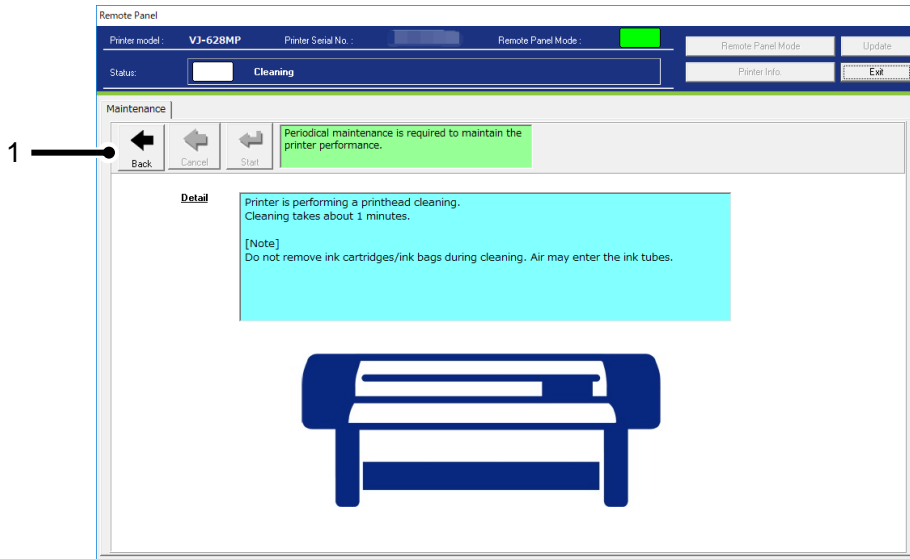 Remote Panel
Printer model : VJ-628MP Printer Serial No. : Remote Panel Mode : Remote Panel Mode Update
Status: Cleaning Printer Info. Exit
Maintenance
1
Back Cancel Start
Periodical maintenance is required to maintain the
printer performance.
Detail
Printer is performing a printhead cleaning.
Cleaning takes about 1 minutes.
[Note]
Do not remove ink cartridges/ink bags during cleaning. Air may enter the ink tubes.